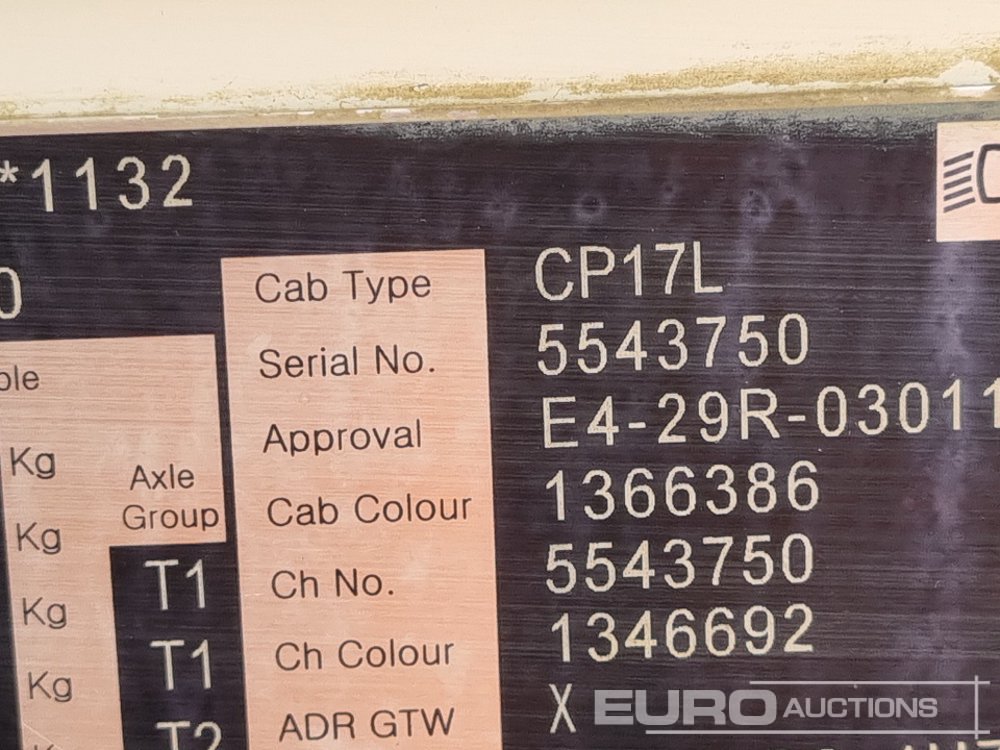 *1132
0
Cab Type CP17L
Serial No. 5543750
Approval E4-29R-03011
Kg
Axle Group
Cab Colour 1366386
Kg
Ch No. 5543750
T1
Kg
Ch Colour 1346692
T1
Kg
ADR GTW X
T2
EURO AUCTIONS